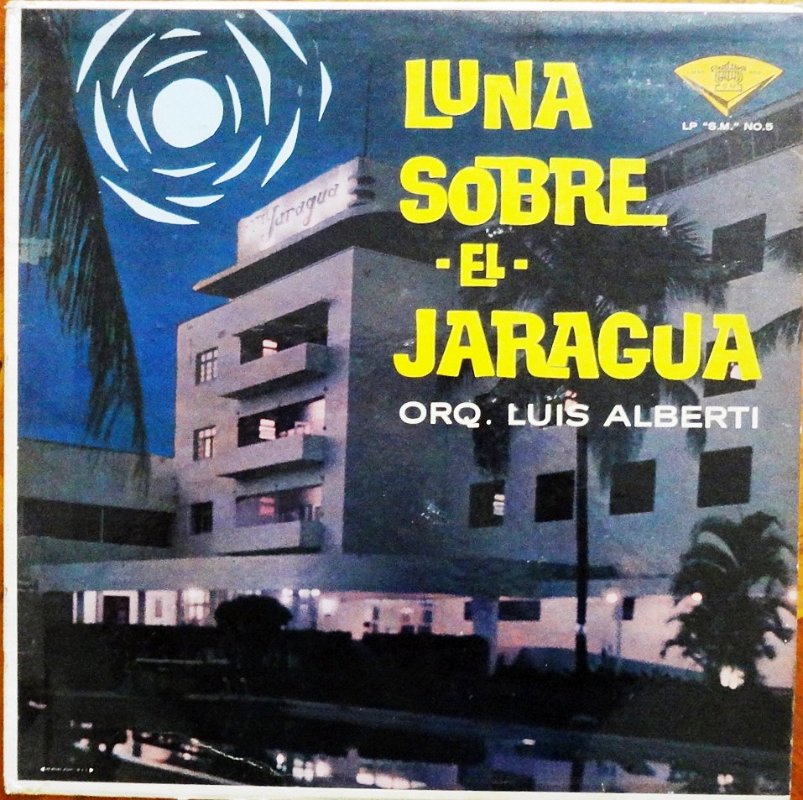 LUNA
SOBRE
-EL-
JARAGUA
ORQ. LUIS ALBERTI
LP "S.M." NO.5
Jaragua